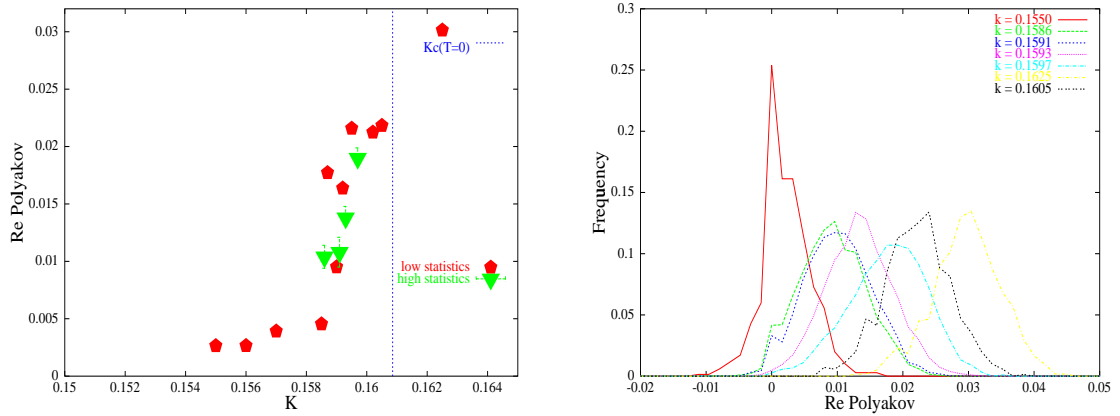 0.03
0.025
0.02
0.015
0.01
0.005
0
Re Polyakov
0.15 0.152 0.154 0.156 0.158 0.16 0.162 0.164
K
Kc(T=0)
low statistics
high statistics
0.3
0.25
0.2
0.15
0.1
0.05
0
Frequency
-0.02 -0.01 0 0.01 0.02 0.03 0.04 0.05
Re Polyakov
k = 0.1550
k = 0.1586
k = 0.1591
k = 0.1593
k = 0.1597
k = 0.1625
k = 0.1605